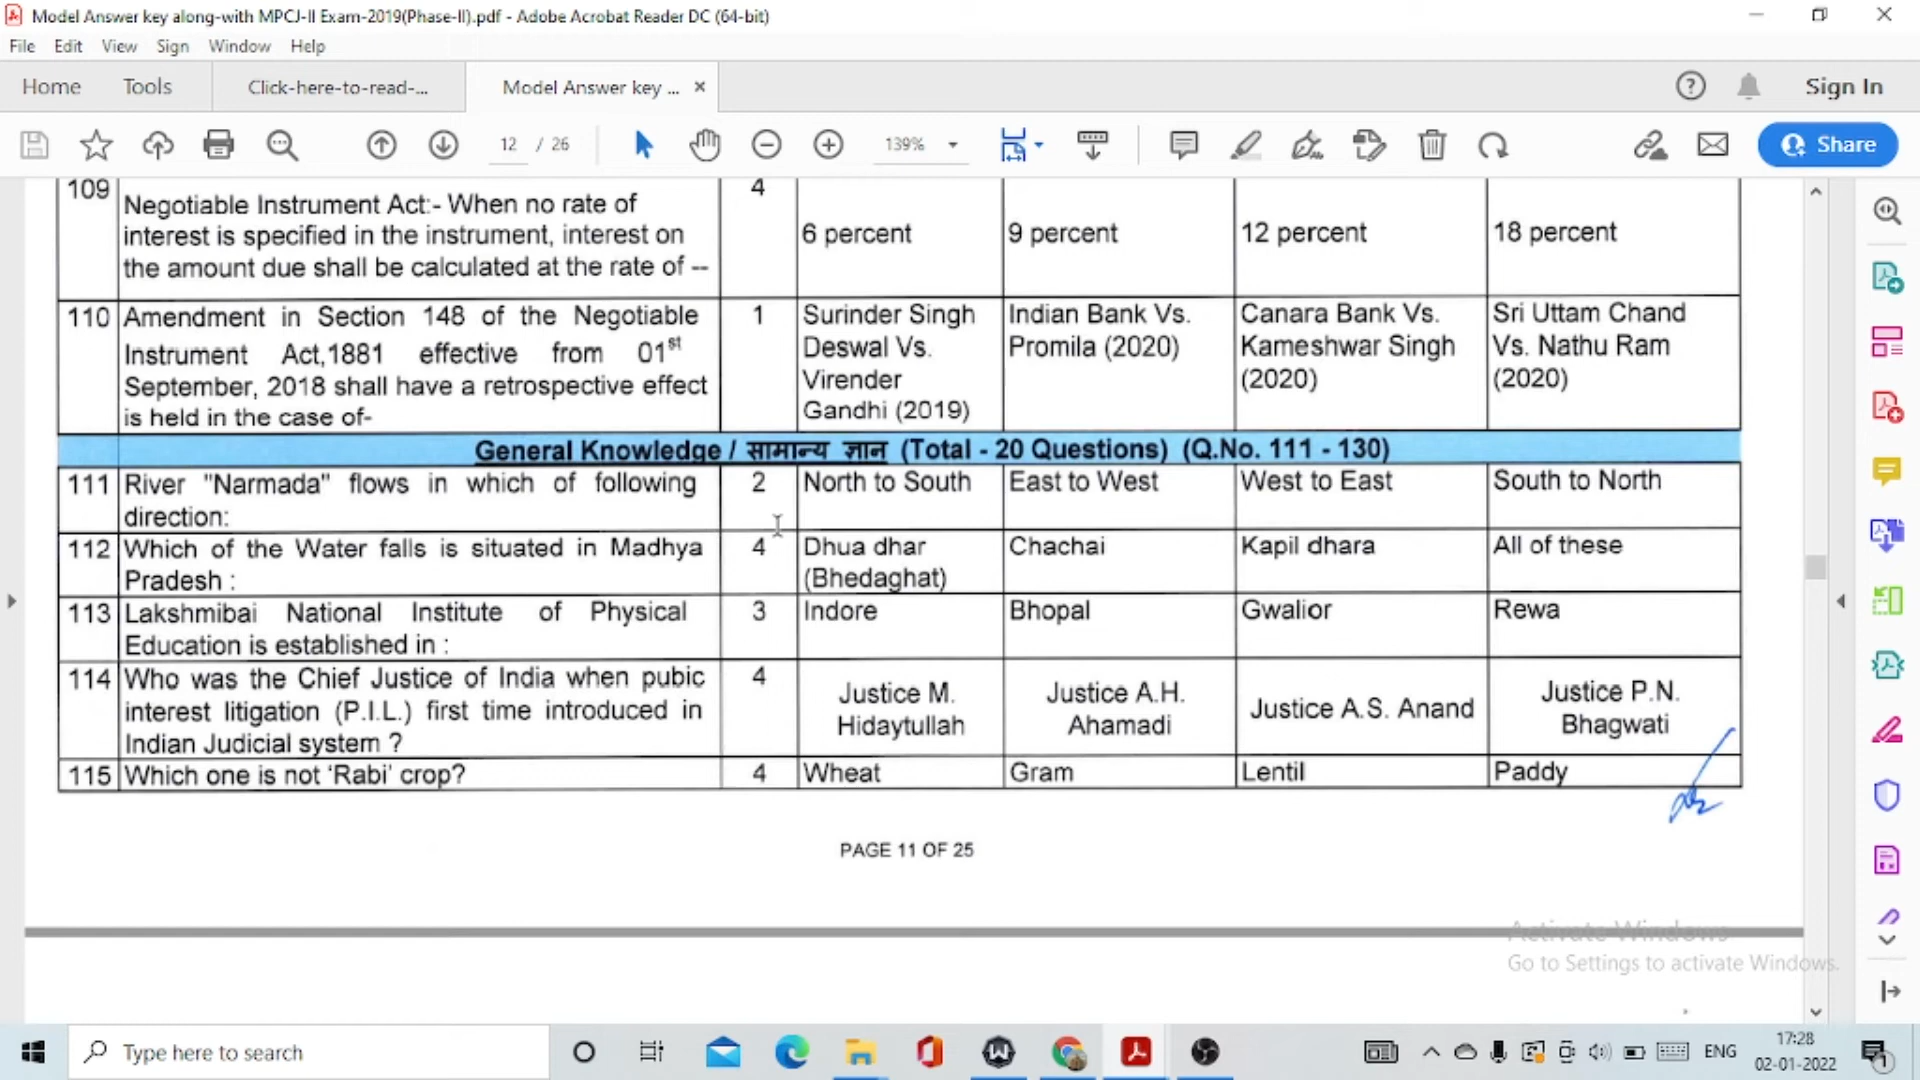 Model Answer key along-with MPCJ-II Exam-2019(Phase-II).pdf - Adobe Acrobat Reader DC (64-bit)
File Edit View Sign Window Help
Home Tools Click-here-to-read-... Model Answer key ... × Sign In
12 / 26 139% Share
109 Negotiable Instrument Act:- When no rate of interest is specified in the instrument, interest on the amount due shall be calculated at the rate of -- 4 6 percent 9 percent 12 percent 18 percent
110 Amendment in Section 148 of the Negotiable Instrument Act,1881 effective from 01st September, 2018 shall have a retrospective effect is held in the case of- 1 Surinder Singh Deswal Vs. Virender Gandhi (2019) Indian Bank Vs. Promila (2020) Canara Bank Vs. Kameshwar Singh (2020) Sri Uttam Chand Vs. Nathu Ram (2020)
General Knowledge / सामान्य ज्ञान (Total - 20 Questions) (Q.No. 111 - 130)
111 River "Narmada" flows in which of following direction: 2 North to South East to West West to East South to North
112 Which of the Water falls is situated in Madhya Pradesh : 4 Dhua dhar (Bhedaghat) Chachai Kapil dhara All of these
113 Lakshmibai National Institute of Physical Education is established in : 3 Indore Bhopal Gwalior Rewa
114 Who was the Chief Justice of India when pubic interest litigation (P.I.L.) first time introduced in Indian Judicial system ? 4 Justice M. Hidaytullah Justice A.H. Ahamadi Justice A.S. Anand Justice P.N. Bhagwati
115 Which one is not ‘Rabi’ crop? 4 Wheat Gram Lentil Paddy
PAGE 11 OF 25
Activate Windows
Go to Settings to activate Windows.
Type here to search
ENG
17:28
02-01-2022
1